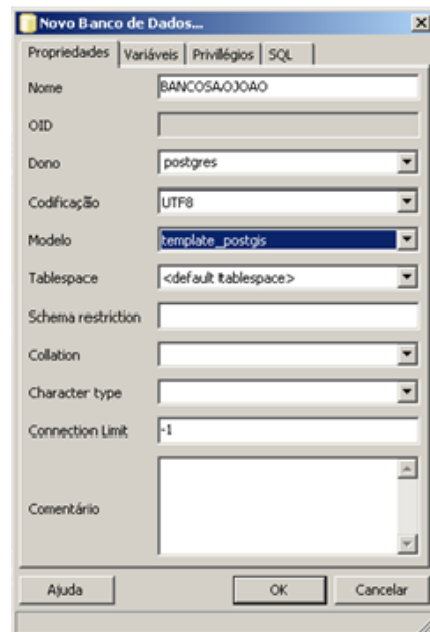 Novo Banco de Dados...
Propriedades Variáveis Privilégios SQL
Nome BANCOSAOJOAO
OID
Dono postgres
Codificação UTF8
Modelo template_postgis
Tablespace <default tablespace>
Schema restriction
Collation
Character type
Connection Limit -1
Comentário
Ajuda OK Cancelar